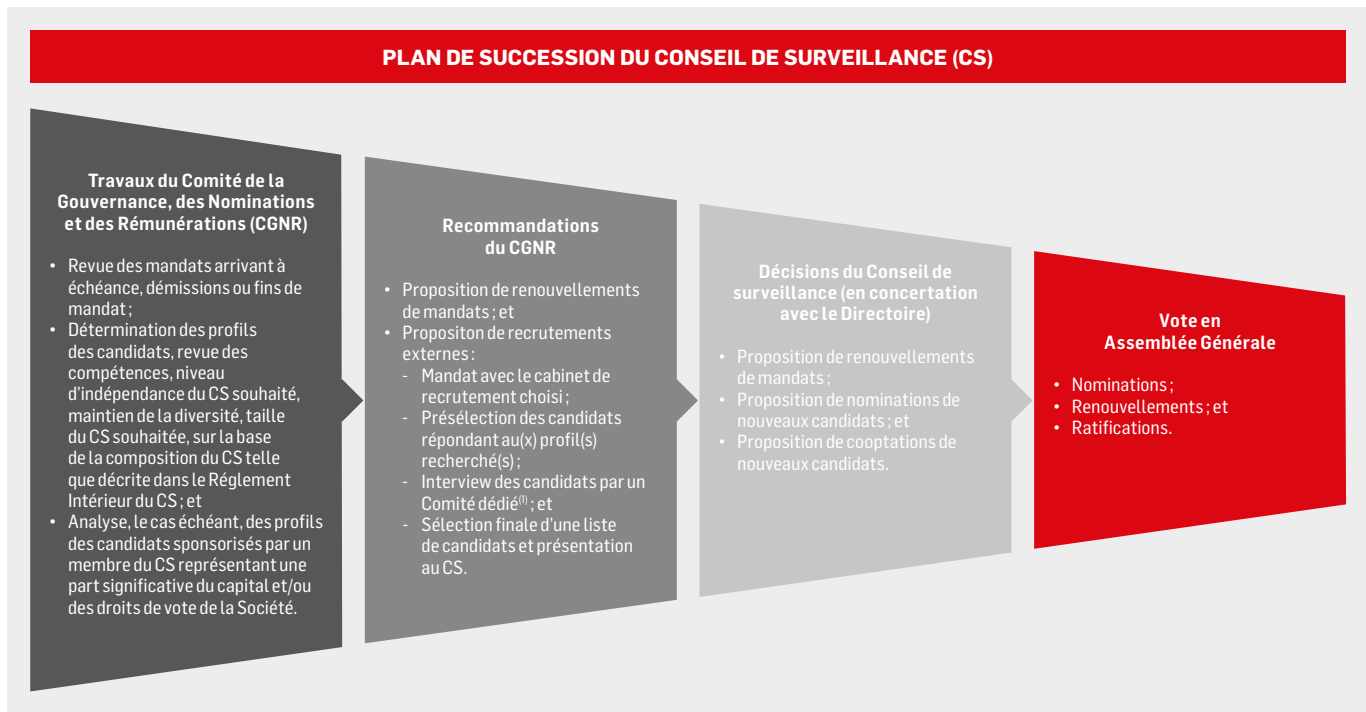 PLAN DE SUCCESSION DU CONSEIL DE SURVEILLANCE (CS)
Travaux du Comité de la
Gouvernance, des Nominations
et des Rémunérations (CGNR)
• Revue des mandats arrivant à
échéance, démissions ou fins de
mandat ;
• Détermination des profils
des candidats, revue des
compétences, niveau
d'indépendance du CS souhaité,
maintien de la diversité, taille
du CS souhaitée, sur la base
de la composition du CS telle
que décrite dans le Réglement
Intérieur du CS ; et
• Analyse, le cas échéant, des profils
des candidats sponsorisés par un
membre du CS représentant une
part significative du capital et/ou
des droits de vote de la Société.
Recommandations
du CGNR
• Proposition de renouvellements
de mandats ; et
• Propositon de recrutements
externes :
- Mandat avec le cabinet de
recrutement choisi ;
- Présélection des candidats
répondant au(x) profil(s)
recherché(s) ;
- Interview des candidats par un
Comité dédié(1) ; et
- Sélection finale d'une liste
de candidats et présentation
au CS.
Décisions du Conseil de
surveillance (en concertation
avec le Directoire)
• Proposition de renouvellements
de mandats ;
• Proposition de nominations de
nouveaux candidats ; et
• Proposition de cooptations de
nouveaux candidats.
Vote en
Assemblée Générale
• Nominations ;
• Renouvellements ; et
• Ratifications.